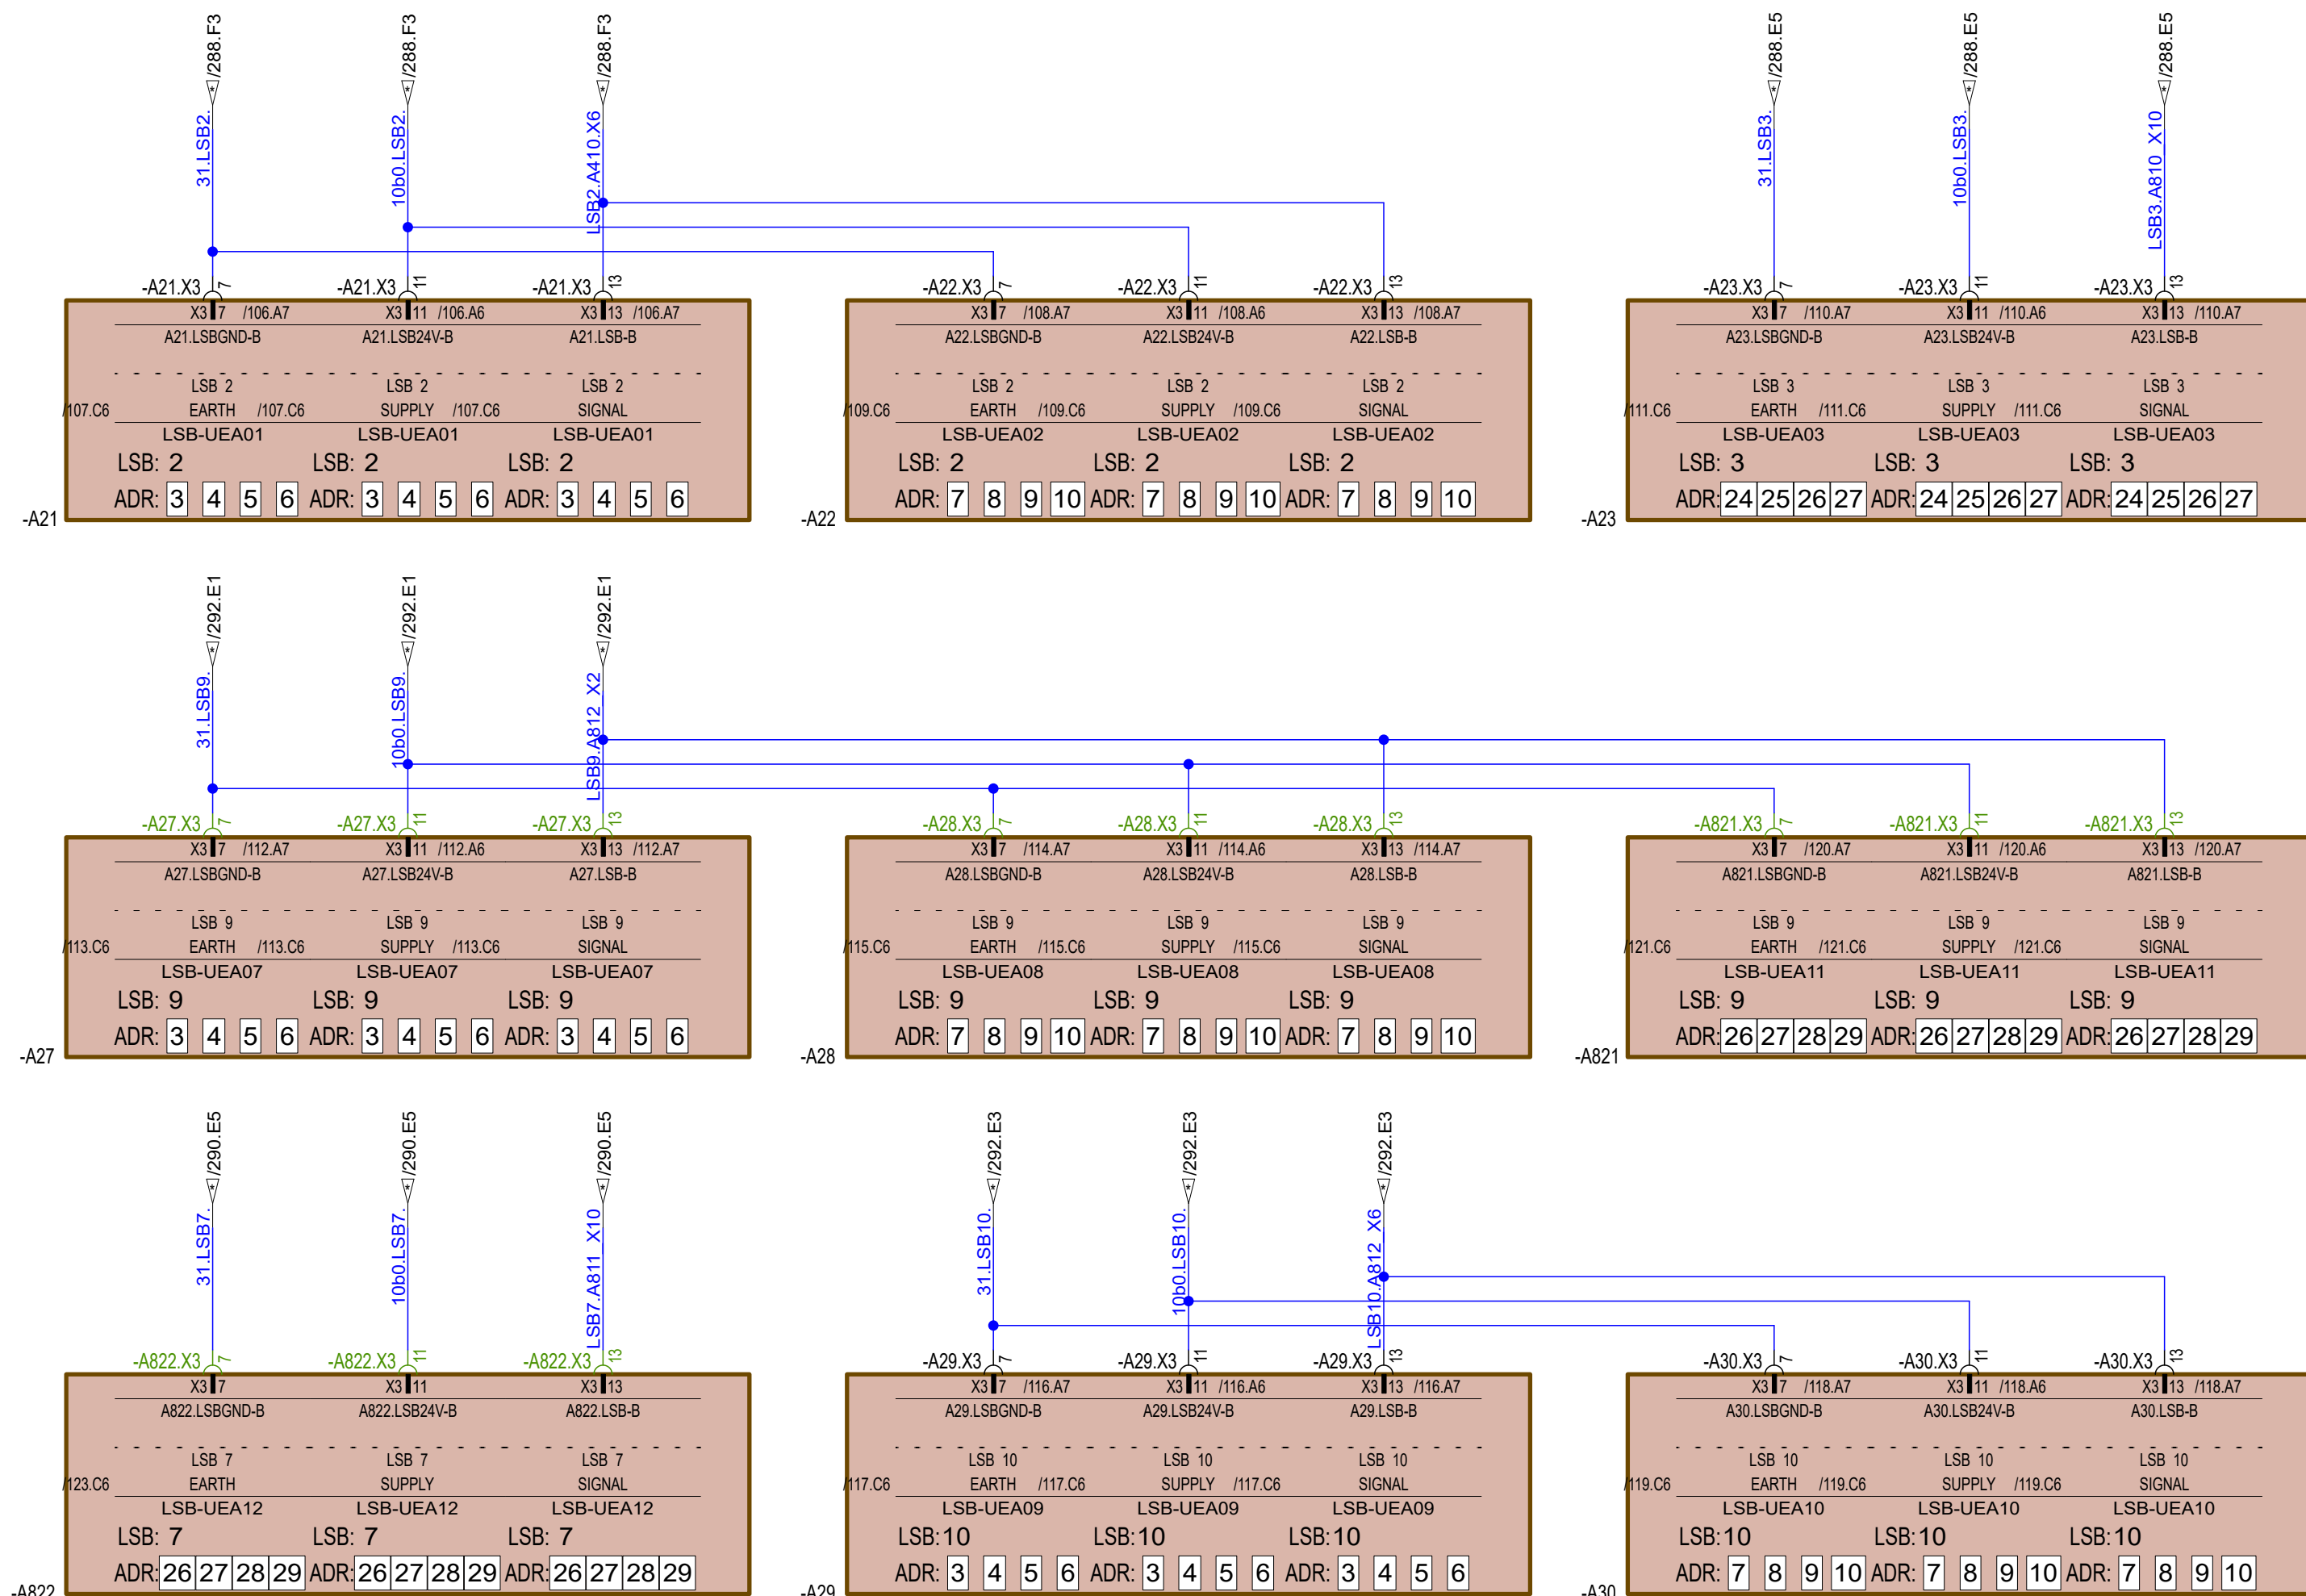 /288.F3 /288.F3 /288.F3 /288.E5 /288.E5 /288.E5
31.LSB2. 10b0.LSB2. LSB2.A410.X6 31.LSB3. 10b0.LSB3. LSB3.A810 X10
-A21.X3 7 -A21.X3 11 -A21.X3 13 -A22.X3 7 -A22.X3 11 -A22.X3 13 -A23.X3 7 -A23.X3 11 -A23.X3 13
X3 7 /106.A7 X3 11 /106.A6 X3 13 /106.A7 X3 7 /108.A7 X3 11 /108.A6 X3 13 /108.A7 X3 7 /110.A7 X3 11 /110.A6 X3 13 /110.A7
A21.LSBGND-B A21.LSB24V-B A21.LSB-B A22.LSBGND-B A22.LSB24V-B A22.LSB-B A23.LSBGND-B A23.LSB24V-B A23.LSB-B
LSB 2 LSB 2 LSB 2 LSB 2 LSB 2 LSB 2 LSB 3 LSB 3 LSB 3
/107.C6 EARTH /107.C6 SUPPLY /107.C6 SIGNAL /109.C6 EARTH /109.C6 SUPPLY /109.C6 SIGNAL /111.C6 EARTH /111.C6 SUPPLY /111.C6 SIGNAL
LSB-UEA01 LSB-UEA01 LSB-UEA01 LSB-UEA02 LSB-UEA02 LSB-UEA02 LSB-UEA03 LSB-UEA03 LSB-UEA03
LSB: 2 LSB: 2 LSB: 2 LSB: 2 LSB: 2 LSB: 2 LSB: 3 LSB: 3 LSB: 3
ADR: 3 4 5 6 ADR: 3 4 5 6 ADR: 3 4 5 6 ADR: 7 8 9 10 ADR: 7 8 9 10 ADR: 7 8 9 10 ADR: 24 25 26 27 ADR: 24 25 26 27 ADR: 24 25 26 27
-A21 -A22 -A23
/292.E1 /292.E1 /292.E1
31.LSB9. 10b0.LSB9. LSB9.A812 X2
-A27.X3 7 -A27.X3 11 -A27.X3 13 -A28.X3 7 -A28.X3 11 -A28.X3 13 -A821.X3 7 -A821.X3 11 -A821.X3 13
X3 7 /112.A7 X3 11 /112.A6 X3 13 /112.A7 X3 7 /114.A7 X3 11 /114.A6 X3 13 /114.A7 X3 7 /120.A7 X3 11 /120.A6 X3 13 /120.A7
A27.LSBGND-B A27.LSB24V-B A27.LSB-B A28.LSBGND-B A28.LSB24V-B A28.LSB-B A821.LSBGND-B A821.LSB24V-B A821.LSB-B
LSB 9 LSB 9 LSB 9 LSB 9 LSB 9 LSB 9 LSB 9 LSB 9 LSB 9
/113.C6 EARTH /113.C6 SUPPLY /113.C6 SIGNAL /115.C6 EARTH /115.C6 SUPPLY /115.C6 SIGNAL /121.C6 EARTH /121.C6 SUPPLY /121.C6 SIGNAL
LSB-UEA07 LSB-UEA07 LSB-UEA07 LSB-UEA08 LSB-UEA08 LSB-UEA08 LSB-UEA11 LSB-UEA11 LSB-UEA11
LSB: 9 LSB: 9 LSB: 9 LSB: 9 LSB: 9 LSB: 9 LSB: 9 LSB: 9 LSB: 9
ADR: 3 4 5 6 ADR: 3 4 5 6 ADR: 3 4 5 6 ADR: 7 8 9 10 ADR: 7 8 9 10 ADR: 7 8 9 10 ADR: 26 27 28 29 ADR: 26 27 28 29 ADR: 26 27 28 29
-A27 -A28 -A821
/290.E5 /290.E5 /290.E5 /292.E3 /292.E3 /292.E3
31.LSB7. 10b0.LSB7. LSB7.A811 X10 31.LSB10. 10b0.LSB10. LSB10.A812 X6
-A822.X3 7 -A822.X3 11 -A822.X3 13 -A29.X3 7 -A29.X3 11 -A29.X3 13 -A30.X3 7 -A30.X3 11 -A30.X3 13
X3 7 X3 11 X3 13 X3 7 /116.A7 X3 11 /116.A6 X3 13 /116.A7 X3 7 /118.A7 X3 11 /118.A6 X3 13 /118.A7
A822.LSBGND-B A822.LSB24V-B A822.LSB-B A29.LSBGND-B A29.LSB24V-B A29.LSB-B A30.LSBGND-B A30.LSB24V-B A30.LSB-B
LSB 7 LSB 7 LSB 7 LSB 10 LSB 10 LSB 10 LSB 10 LSB 10 LSB 10
/123.C6 EARTH SUPPLY SIGNAL /117.C6 EARTH /117.C6 SUPPLY /117.C6 SIGNAL /119.C6 EARTH /119.C6 SUPPLY /119.C6 SIGNAL
LSB-UEA12 LSB-UEA12 LSB-UEA12 LSB-UEA09 LSB-UEA09 LSB-UEA09 LSB-UEA10 LSB-UEA10 LSB-UEA10
LSB: 7 LSB: 7 LSB: 7 LSB: 10 LSB: 10 LSB: 10 LSB: 10 LSB: 10 LSB: 10
ADR: 26 27 28 29 ADR: 26 27 28 29 ADR: 26 27 28 29 ADR: 3 4 5 6 ADR: 3 4 5 6 ADR: 3 4 5 6 ADR: 7 8 9 10 ADR: 7 8 9 10 ADR: 7 8 9 10
-A822 -A29 -A30